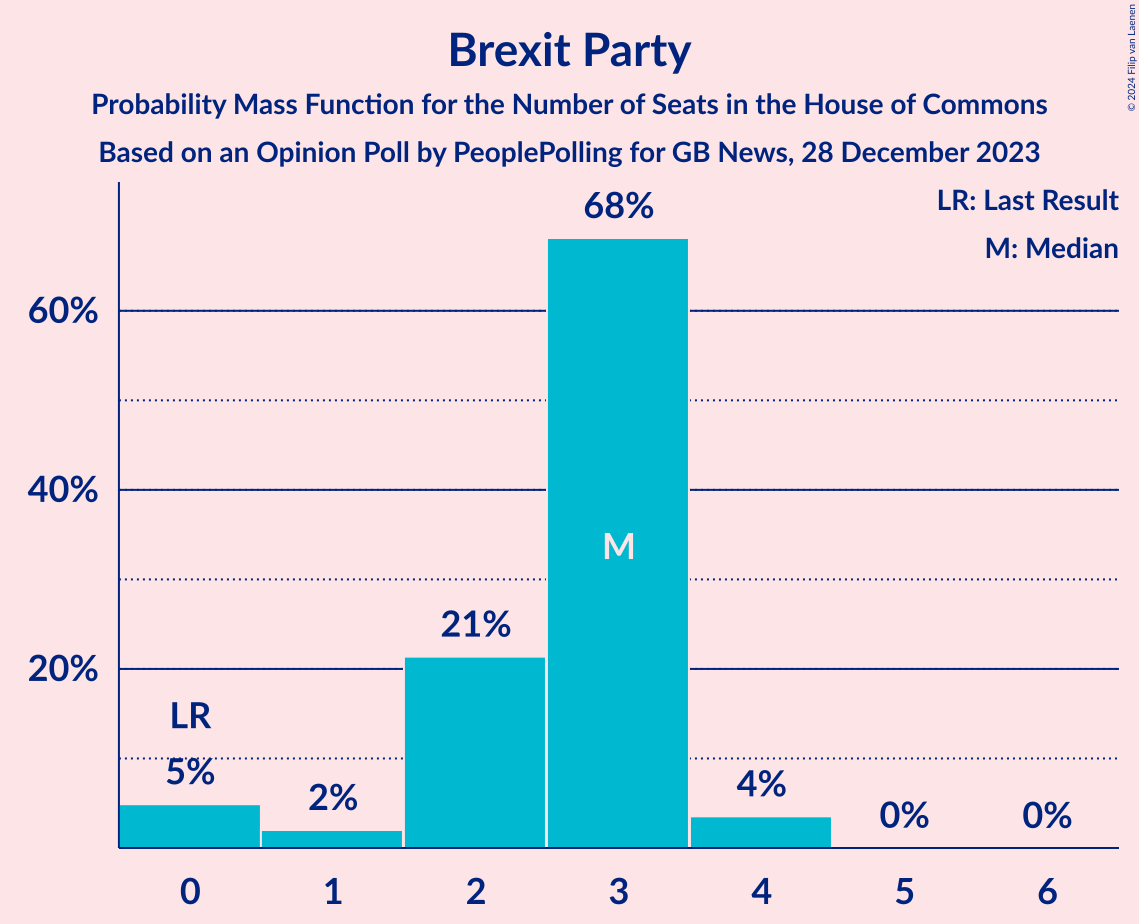 Brexit Party
Probability Mass Function for the Number of Seats in the House of Commons
Based on an Opinion Poll by PeoplePolling for GB News, 28 December 2023
© 2024 Filip van Laenen
LR: Last Result
M: Median
68%
60%
40%
M
21%
20%
LR
5%
2%
4%
0%
0%
0
1
2
3
4
5
6